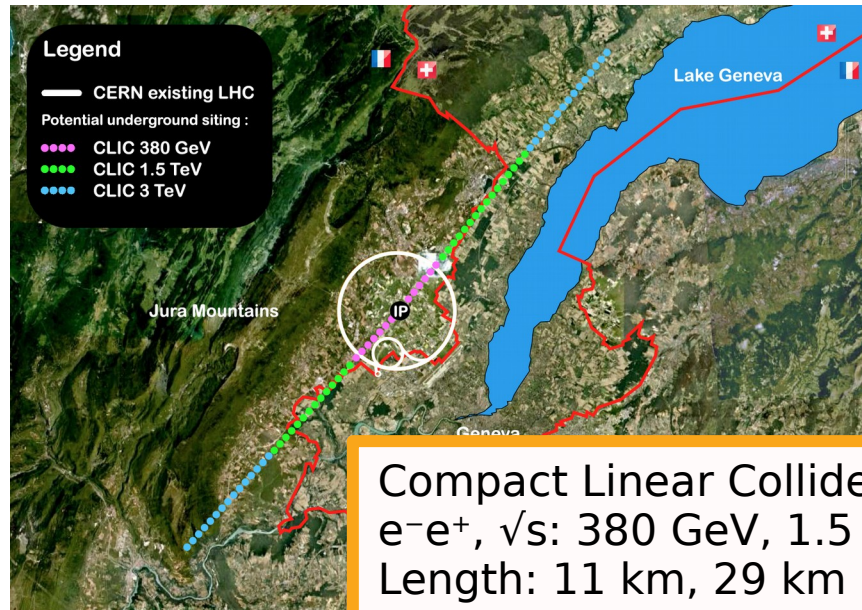 Legend
CERN existing LHC
Potential underground siting :
CLIC 380 GeV
CLIC 1.5 TeV
CLIC 3 TeV
Lake Geneva
Jura Mountains
IP
Geneva
Compact Linear Collide
e⁻e⁺, √s: 380 GeV, 1.5
Length: 11 km, 29 km